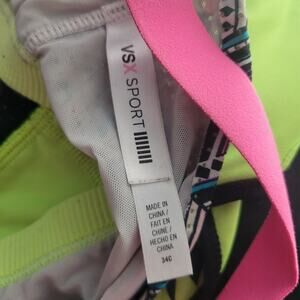 VSX SPORT
MADE IN
CHINA /
FAIT EN
CHINE /
HECHO EN
CHINA
34C